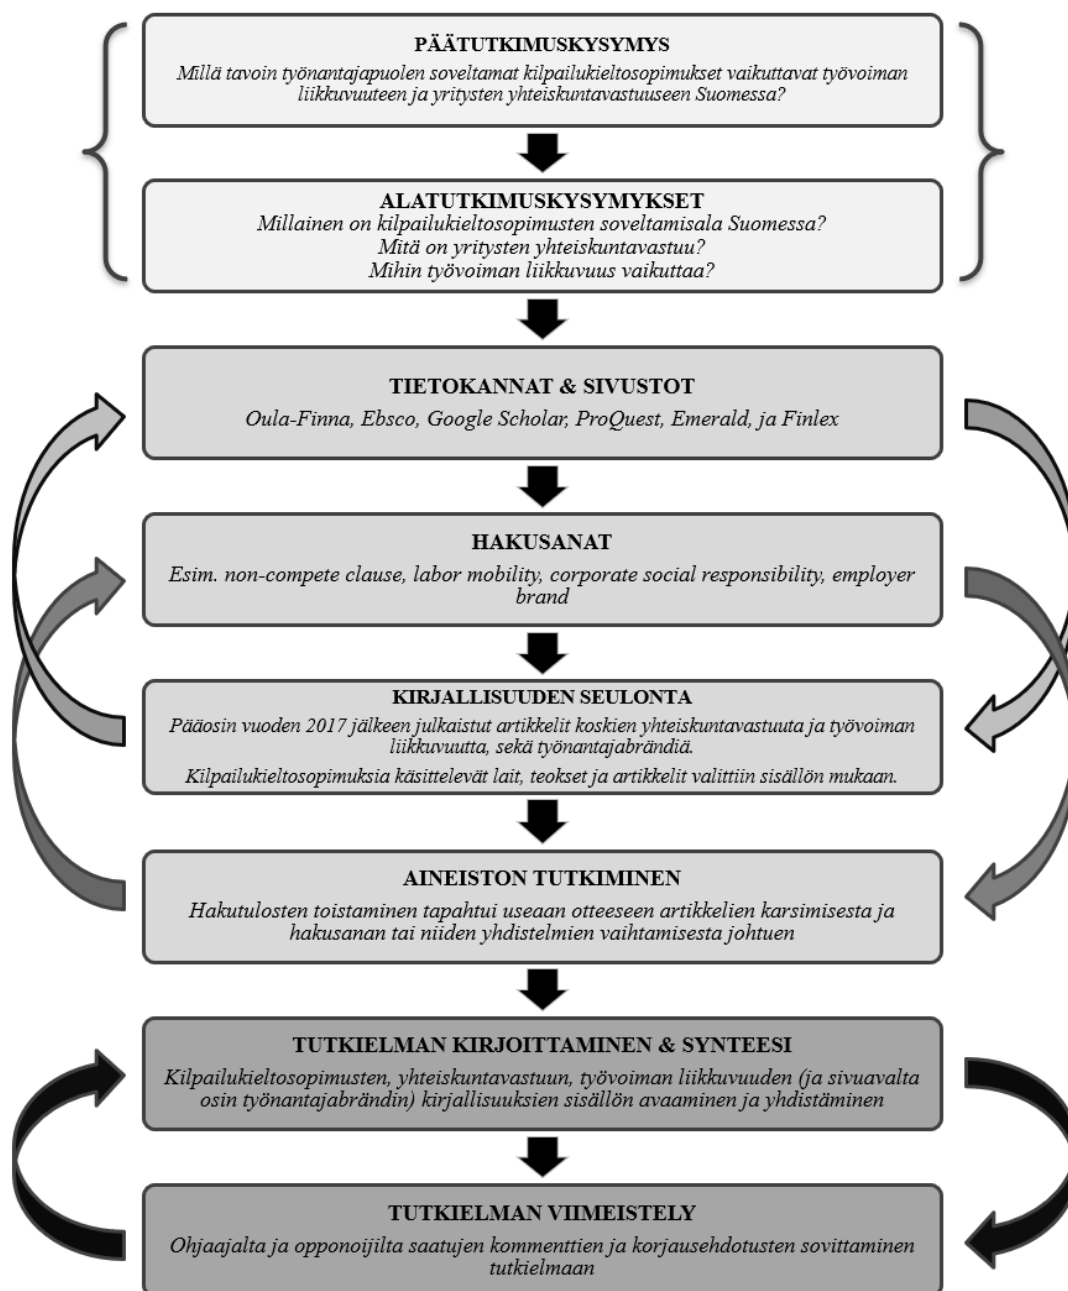 PÄÄTUTKIMUSKYSYMYS
Millä tavoin työnantajapuolen soveltamat kilpailukieltosopimukset vaikuttavat työvoiman
liikkuvuuteen ja yritysten yhteiskuntavastuuseen Suomessa?
ALATUTKIMUSKYSYMYKSET
Millainen on kilpailukieltosopimusten soveltamisala Suomessa?
Mitä on yritysten yhteiskuntavastuu?
Mihin työvoiman liikkuvuus vaikuttaa?
TIETOKANNAT & SIVUSTOT
Oula-Finna, Ebsco, Google Scholar, ProQuest, Emerald, ja Finlex
HAKUSANAT
Esim. non-compete clause, labor mobility, corporate social responsibility, employer
brand
KIRJALLISUUDEN SEULONTA
Pääosin vuoden 2017 jälkeen julkaistut artikkelit koskien yhteiskuntavastuuta ja työvoiman
liikkuvuutta, sekä työnantajabrändiä.
Kilpailukieltosopimuksia käsittelevät lait, teokset ja artikkelit valittiin sisällön mukaan.
AINEISTON TUTKIMINEN
Hakutulosten toistaminen tapahtui useaan otteeseen artikkelien karsimisesta ja
hakusanan tai niiden yhdistelmien vaihtamisesta johtuen
TUTKIELMAN KIRJOITTAMINEN & SYNTEESI
Kilpailukieltosopimusten, yhteiskuntavastuun, työvoiman liikkuvuuden (ja sivuavalta
osin työnantajabrändin) kirjallisuuksien sisällön avaaminen ja yhdistäminen
TUTKIELMAN VIIMEISTELY
Ohjaajalta ja opponoijilta saatujen kommenttien ja korjausehdotusten sovittaminen
tutkielmaan